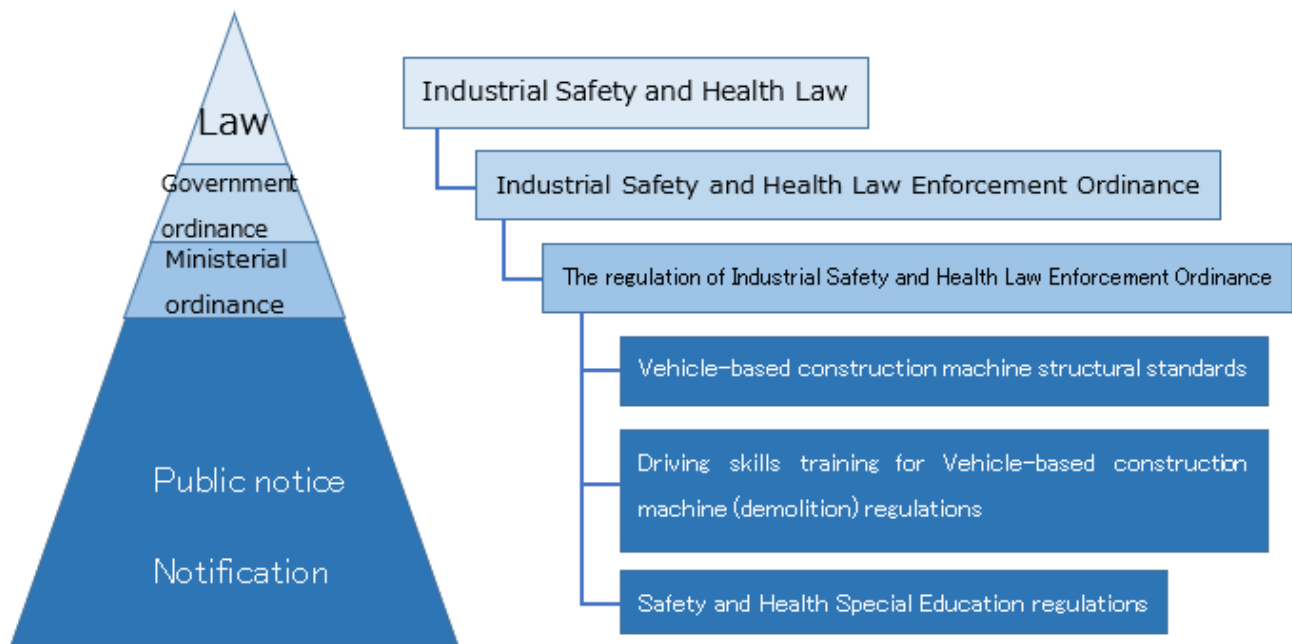 Law
Government
ordinance
Ministerial
ordinance
Public notice
Notification
Industrial Safety and Health Law
Industrial Safety and Health Law Enforcement Ordinance
The regulation of Industrial Safety and Health Law Enforcement Ordinance
Vehicle-based construction machine structural standards
Driving skills training for Vehicle-based construction
machine (demolition) regulations
Safety and Health Special Education regulations